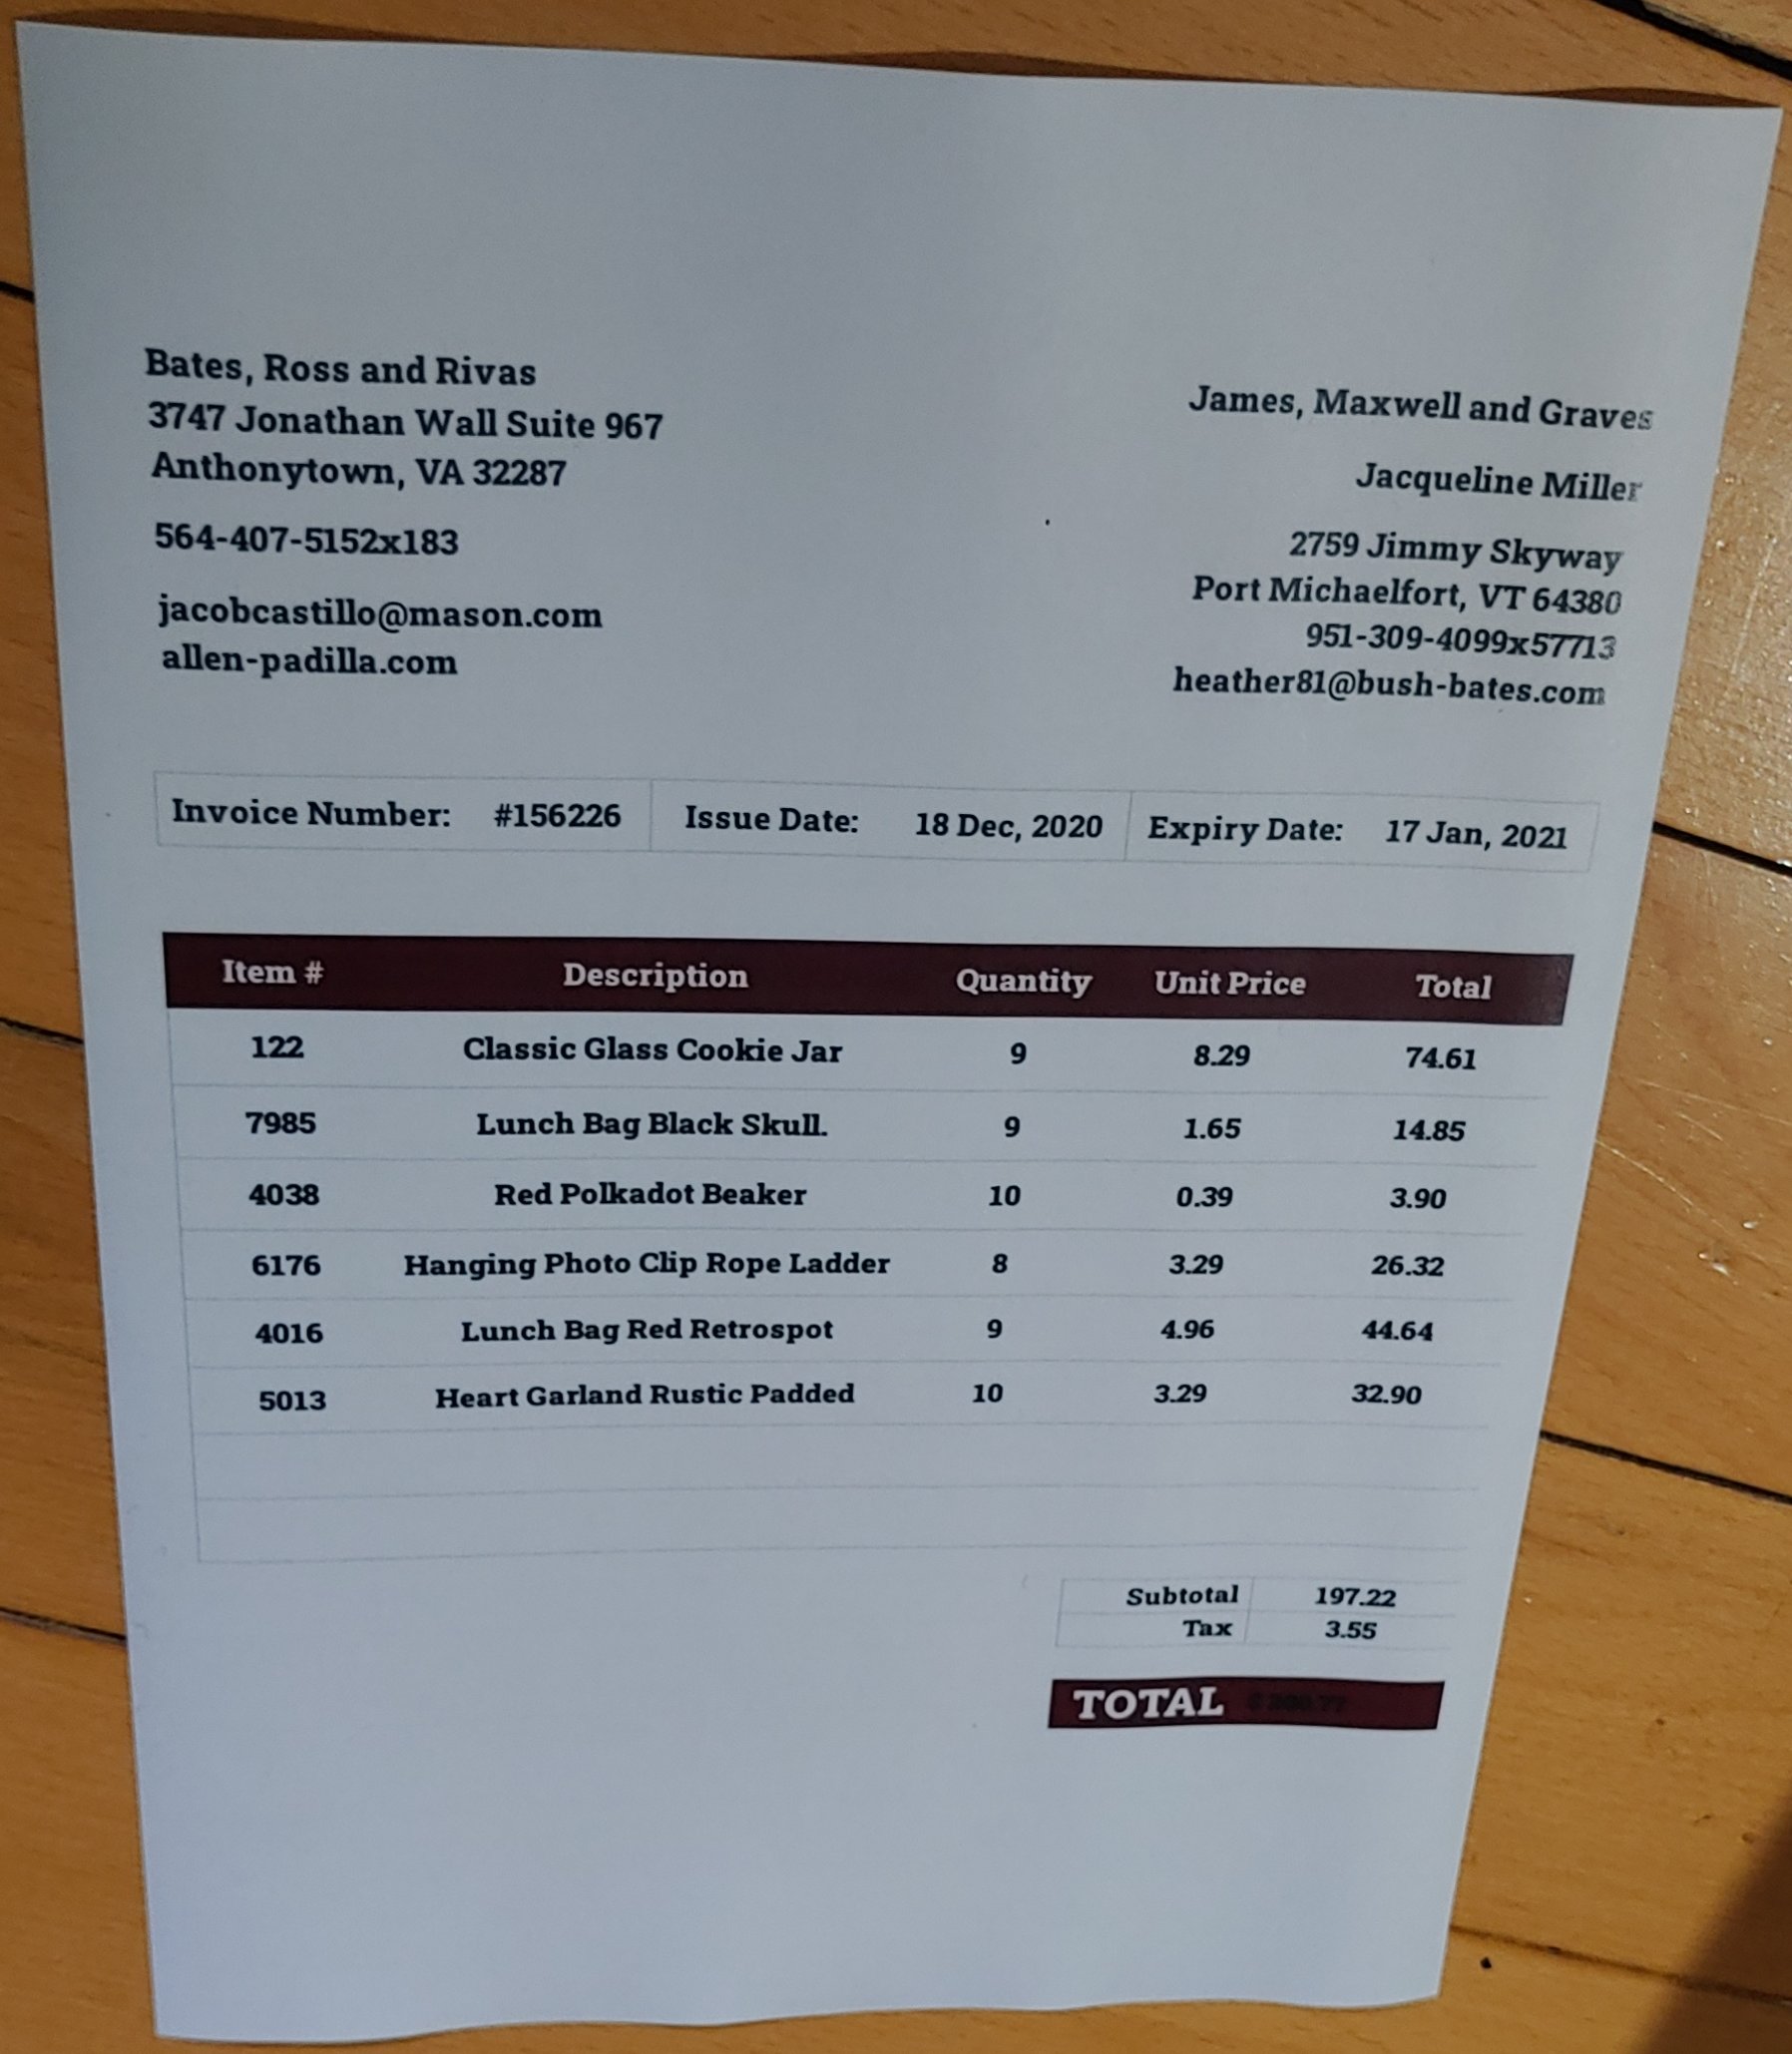 Bates, Ross and Rivas
3747 Jonathan Wall Suite 967
Anthonytown, VA 32287
564-407-5152x183
jacobcastillo@mason.com
allen-padilla.com
James, Maxwell and Graves
Jacqueline Miller
2759 Jimmy Skyway
Port Michaelfort, VT 64380
951-309-4099x57713
heather81@bush-bates.com
Invoice Number: #156226 Issue Date: 18 Dec, 2020 Expiry Date: 17 Jan, 2021
Item # Description Quantity Unit Price Total
122 Classic Glass Cookie Jar 9 8.29 74.61
7985 Lunch Bag Black Skull. 9 1.65 14.85
4038 Red Polkadot Beaker 10 0.39 3.90
6176 Hanging Photo Clip Rope Ladder 8 3.29 26.32
4016 Lunch Bag Red Retrospot 9 4.96 44.64
5013 Heart Garland Rustic Padded 10 3.29 32.90
Subtotal 197.22
Tax 3.55
TOTAL